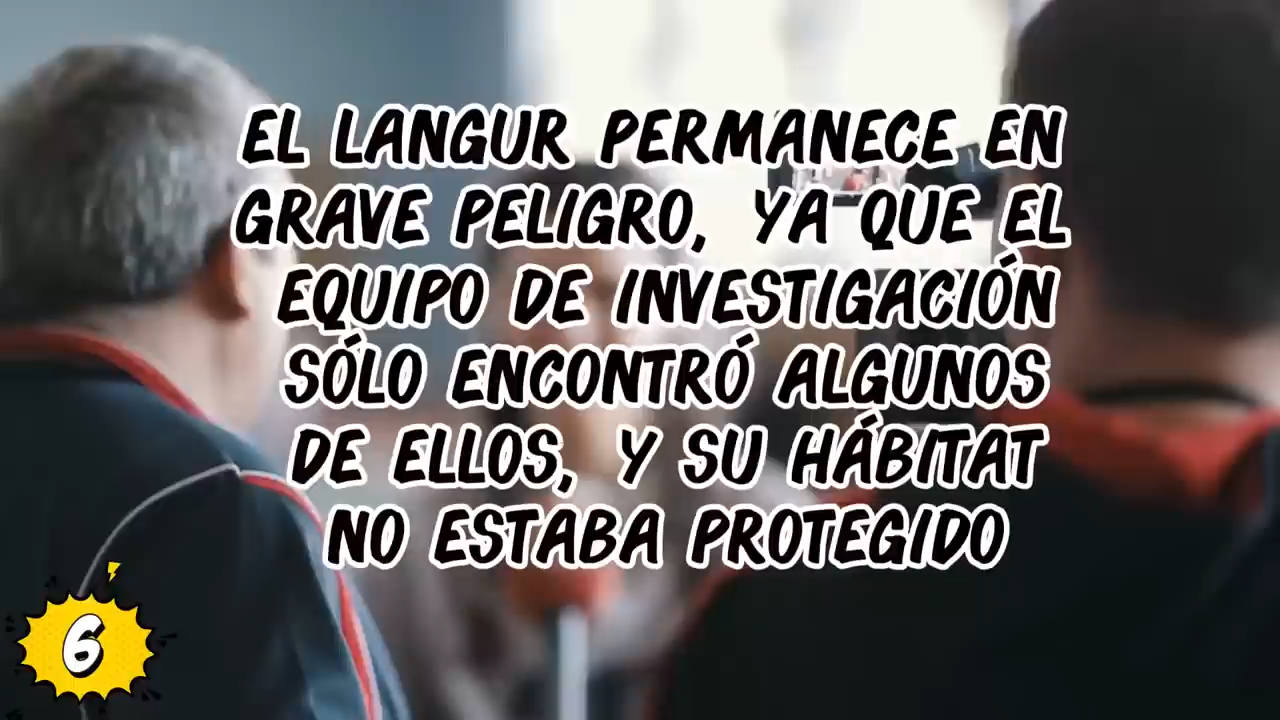 EL LANGUR PERMANECE EN
GRAVE PELIGRO, YA QUE EL
EQUIPO DE INVESTIGACIÓN
SÓLO ENCONTRÓ ALGUNOS
DE ELLOS, Y SU HÁBITAT
NO ESTABA PROTEGIDO
6